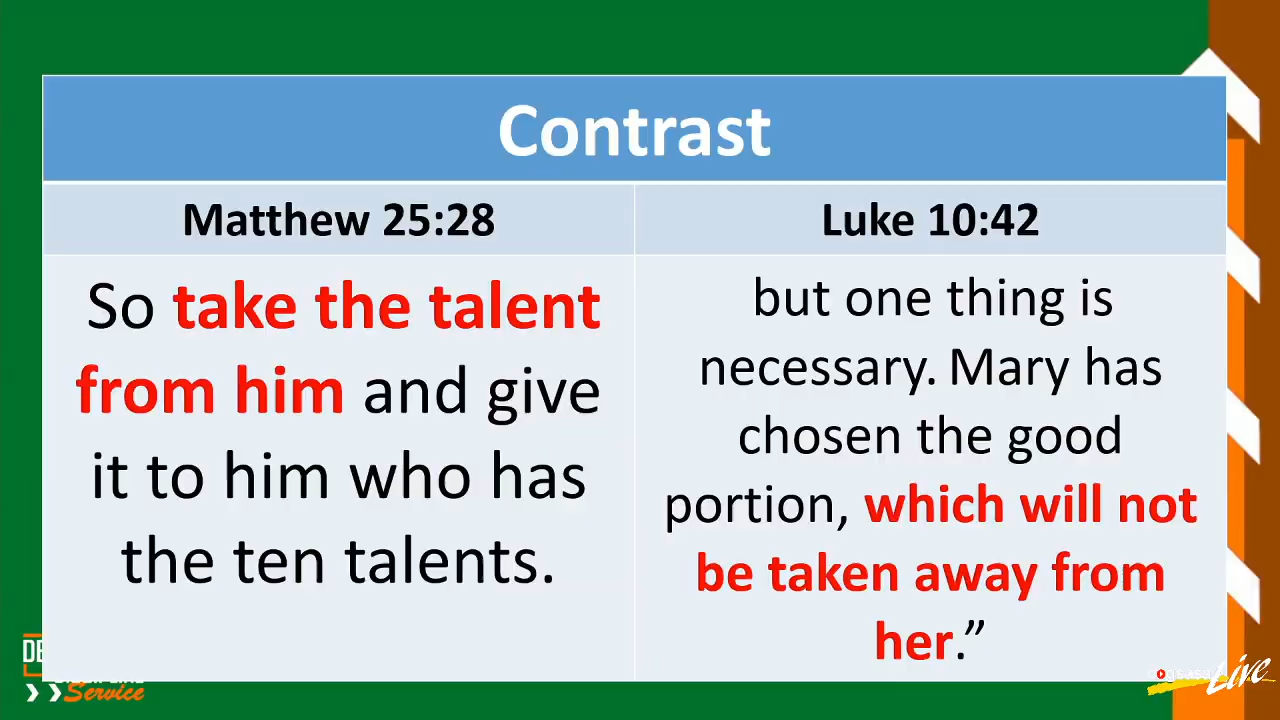 Contrast
Matthew 25:28
Luke 10:42
So take the talent
from him and give
it to him who has
the ten talents.
but one thing is
necessary. Mary has
chosen the good
portion, which will not
be taken away from
her.”
Service
Live